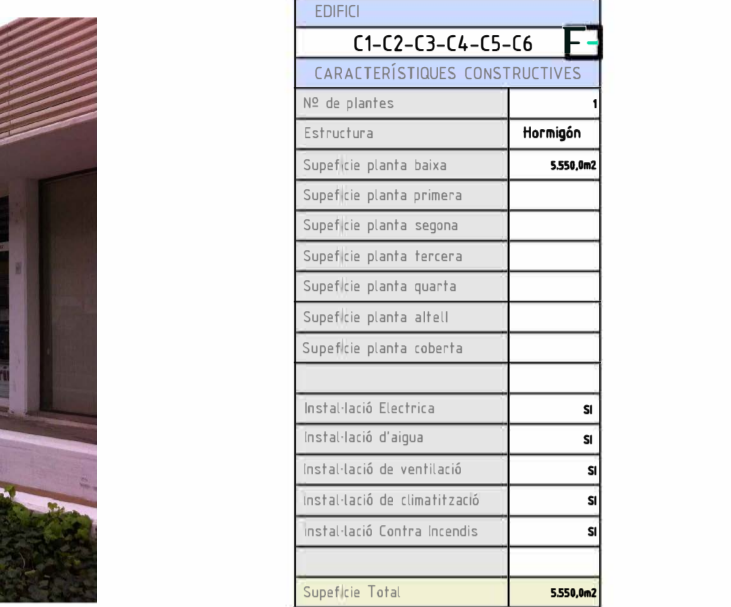 EDIFICI
C1-C2-C3-C4-C5-C6
CARACTERÍSTIQUES CONSTRUCTIVES
Nº de plantes 1
Estructura Hormigón
Supeficie planta baixa 5.550,0m2
Supeficie planta primera
Supeficie planta segona
Supeficie planta tercera
Supeficie planta quarta
Supeficie planta altell
Supeficie planta coberta
Instal·lació Electrica SI
Instal·lació d'aigua SI
Instal·lació de ventilació SI
Instal·lació de climatització SI
Instal·lació Contra Incendis SI
Supeficie Total 5.550,0m2